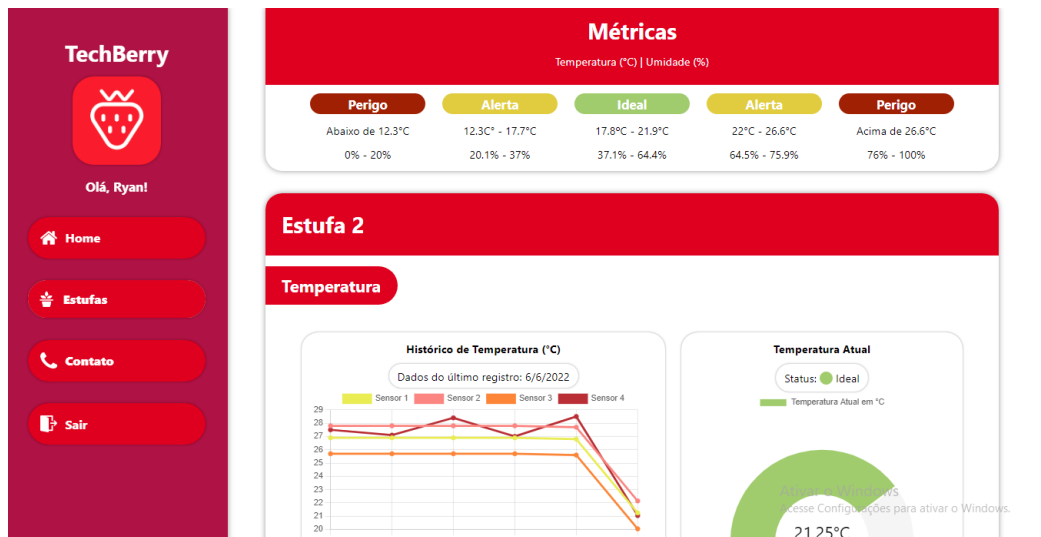 TechBerry
Olá, Ryan!
Home
Estufas
Contato
Sair
Métricas
Temperatura (°C) | Umidade (%)
Perigo Alerta Ideal Alerta Perigo
Abaixo de 12.3°C 12.3C° - 17.7°C 17.8ºC - 21.9°C 22°C - 26.6°C Acima de 26.6°C
0% - 20% 20.1% - 37% 37.1% - 64.4% 64.5% - 75.9% 76% - 100%
Estufa 2
Temperatura
Histórico de Temperatura (°C)
Dados do último registro: 6/6/2022
Sensor 1 Sensor 2 Sensor 3 Sensor 4
29
28
27
26
25
24
23
22
21
20
Temperatura Atual
Status: Ideal
Temperatura Atual em °C
21.25°C
Ativar o Windows
Acesse Configurações para ativar o Windows.